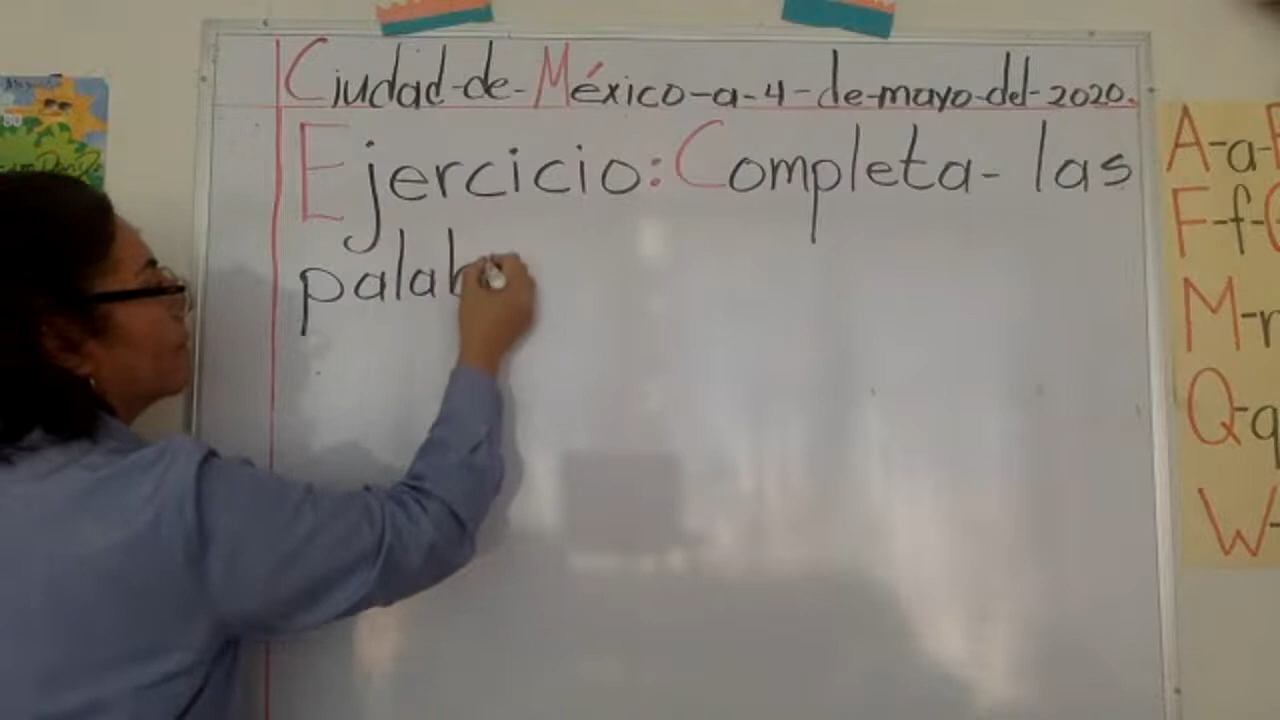 Ciudad-de-México-a-4-de-mayo-del-2020.
Ejercicio: Completa- las
palab
A-a-
F-f-
M-
Q-q
W-